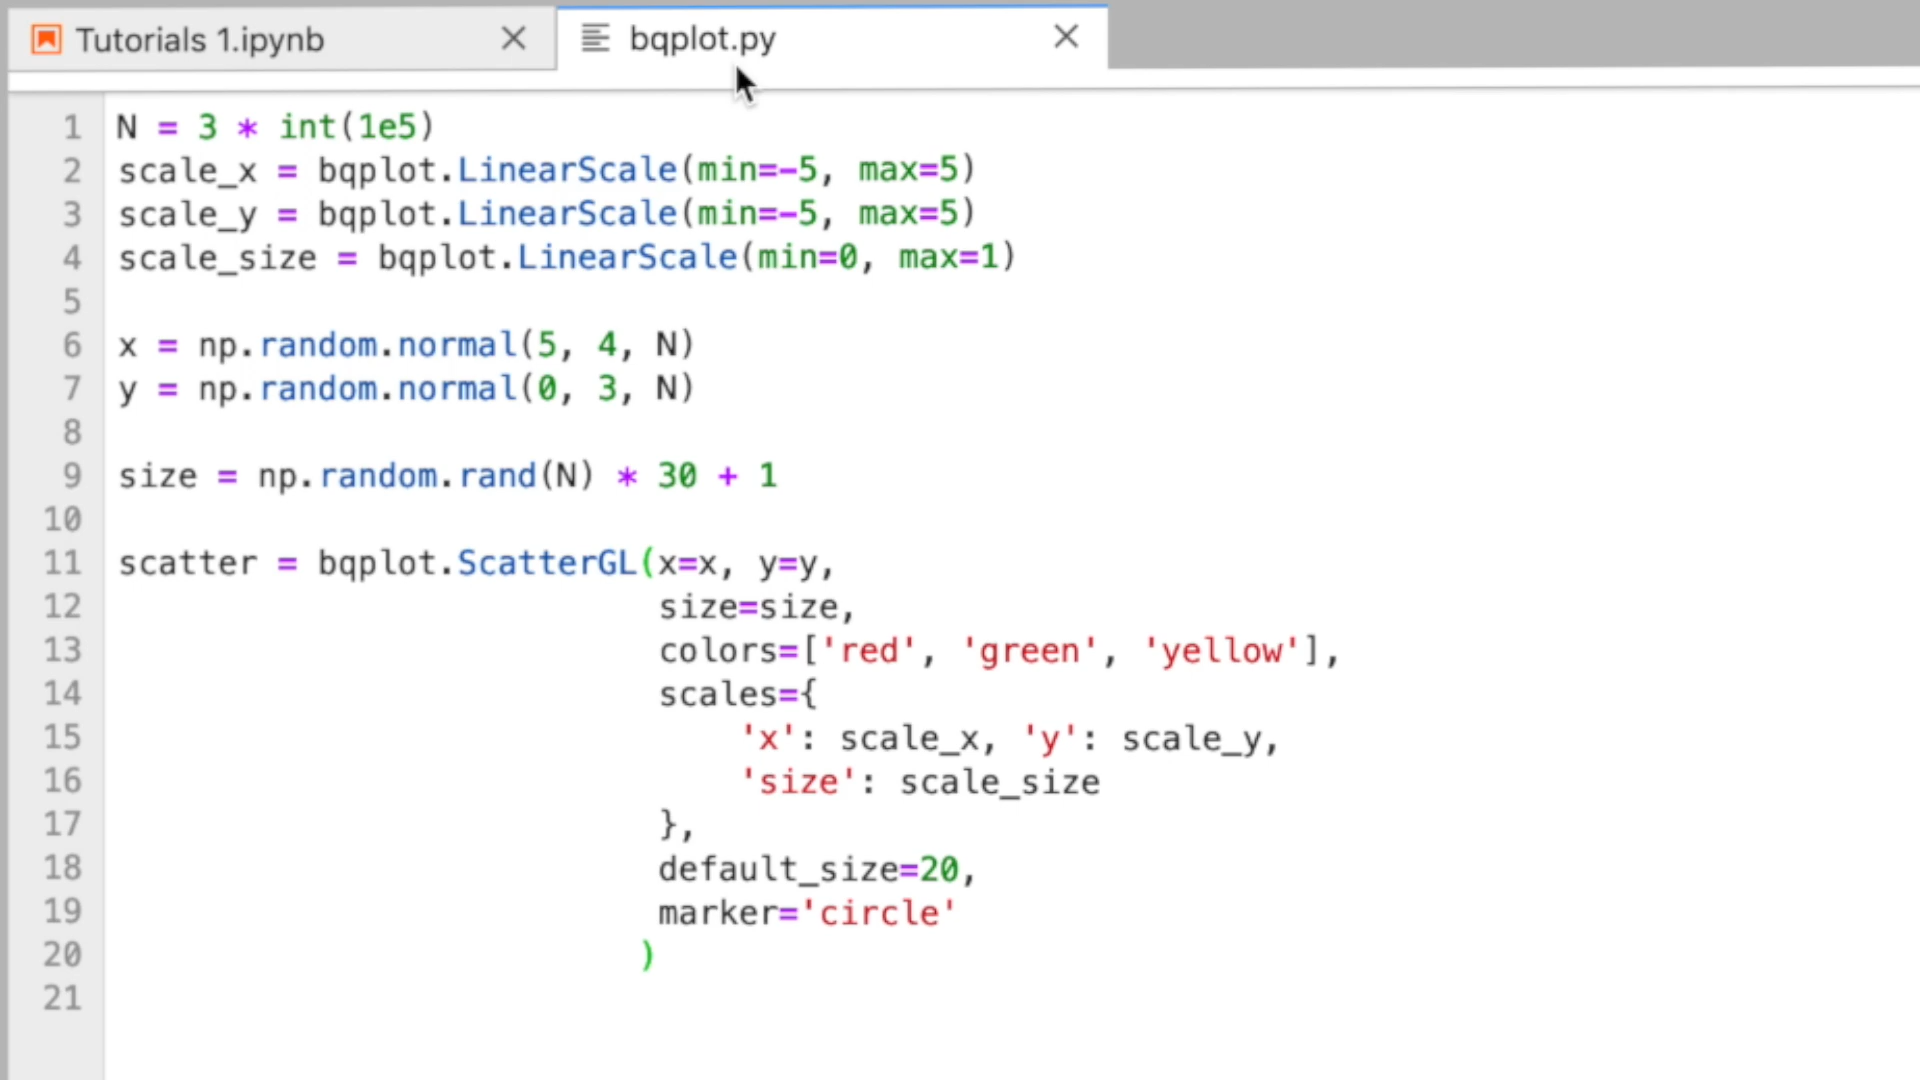 Tutorials 1.ipynb
bqplot.py
1 N = 3 * int(1e5)
2 scale_x = bqplot.LinearScale(min=-5, max=5)
3 scale_y = bqplot.LinearScale(min=-5, max=5)
4 scale_size = bqplot.LinearScale(min=0, max=1)
5
6 x = np.random.normal(5, 4, N)
7 y = np.random.normal(0, 3, N)
8
9 size = np.random.rand(N) * 30 + 1
10
11 scatter = bqplot.ScatterGL(x=x, y=y,
12                            size=size,
13                            colors=['red', 'green', 'yellow'],
14                            scales={
15                                'x': scale_x, 'y': scale_y,
16                                'size': scale_size
17                            },
18                            default_size=20,
19                            marker='circle'
20                           )
21